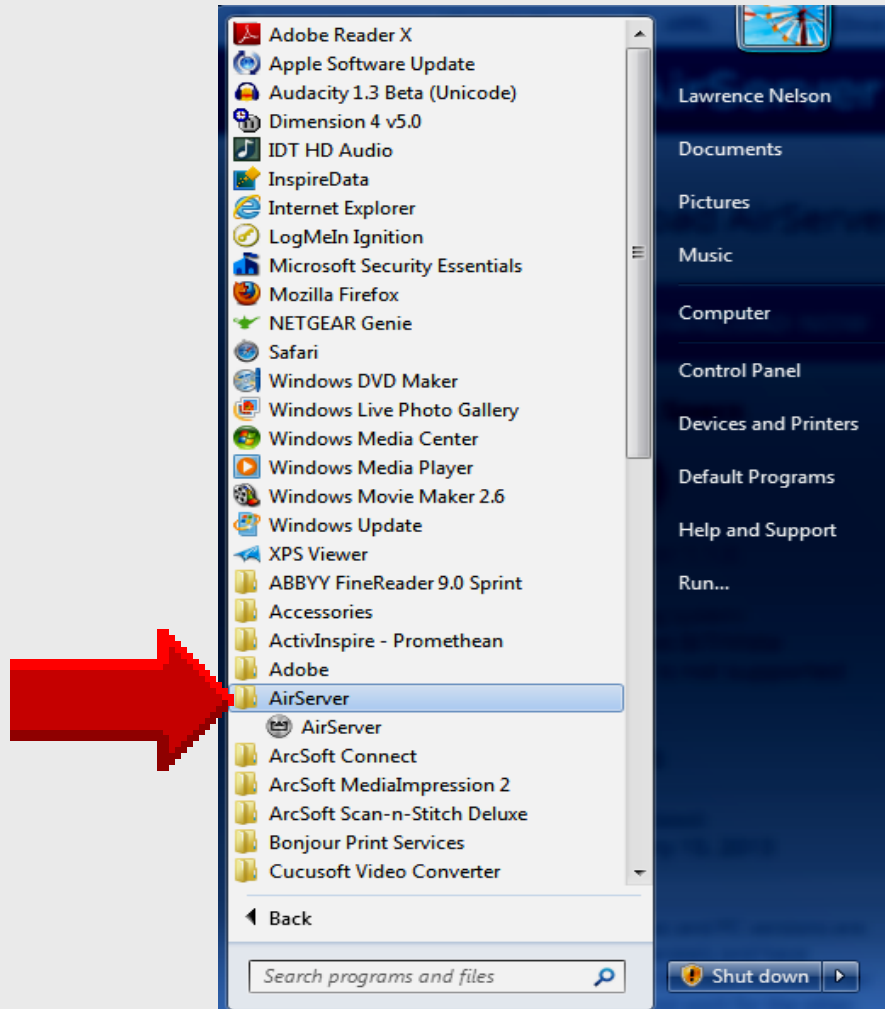 Adobe Reader X
Apple Software Update
Audacity 1.3 Beta (Unicode)
Dimension 4 v5.0
IDT HD Audio
InspireData
Internet Explorer
LogMeIn Ignition
Microsoft Security Essentials
Mozilla Firefox
NETGEAR Genie
Safari
Windows DVD Maker
Windows Live Photo Gallery
Windows Media Center
Windows Media Player
Windows Movie Maker 2.6
Windows Update
XPS Viewer
ABBYY FineReader 9.0 Sprint
Accessories
ActivInspire - Promethean
Adobe
AirServer
AirServer
ArcSoft Connect
ArcSoft MediaImpression 2
ArcSoft Scan-n-Stitch Deluxe
Bonjour Print Services
Cucusoft Video Converter
Back
Search programs and files
Lawrence Nelson
Documents
Pictures
Music
Computer
Control Panel
Devices and Printers
Default Programs
Help and Support
Run...
Shut down